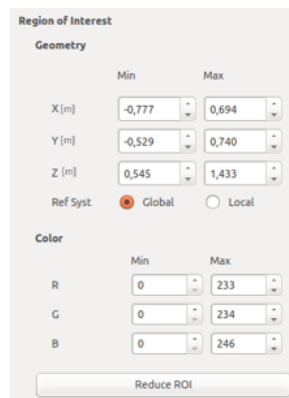 Region of Interest
Geometry
Min Max
X [m] -0,777 0,694
Y [m] -0,529 0,740
Z [m] 0,545 1,433
Ref Syst Global Local
Color
Min Max
R 0 233
G 0 234
B 0 246
Reduce ROI